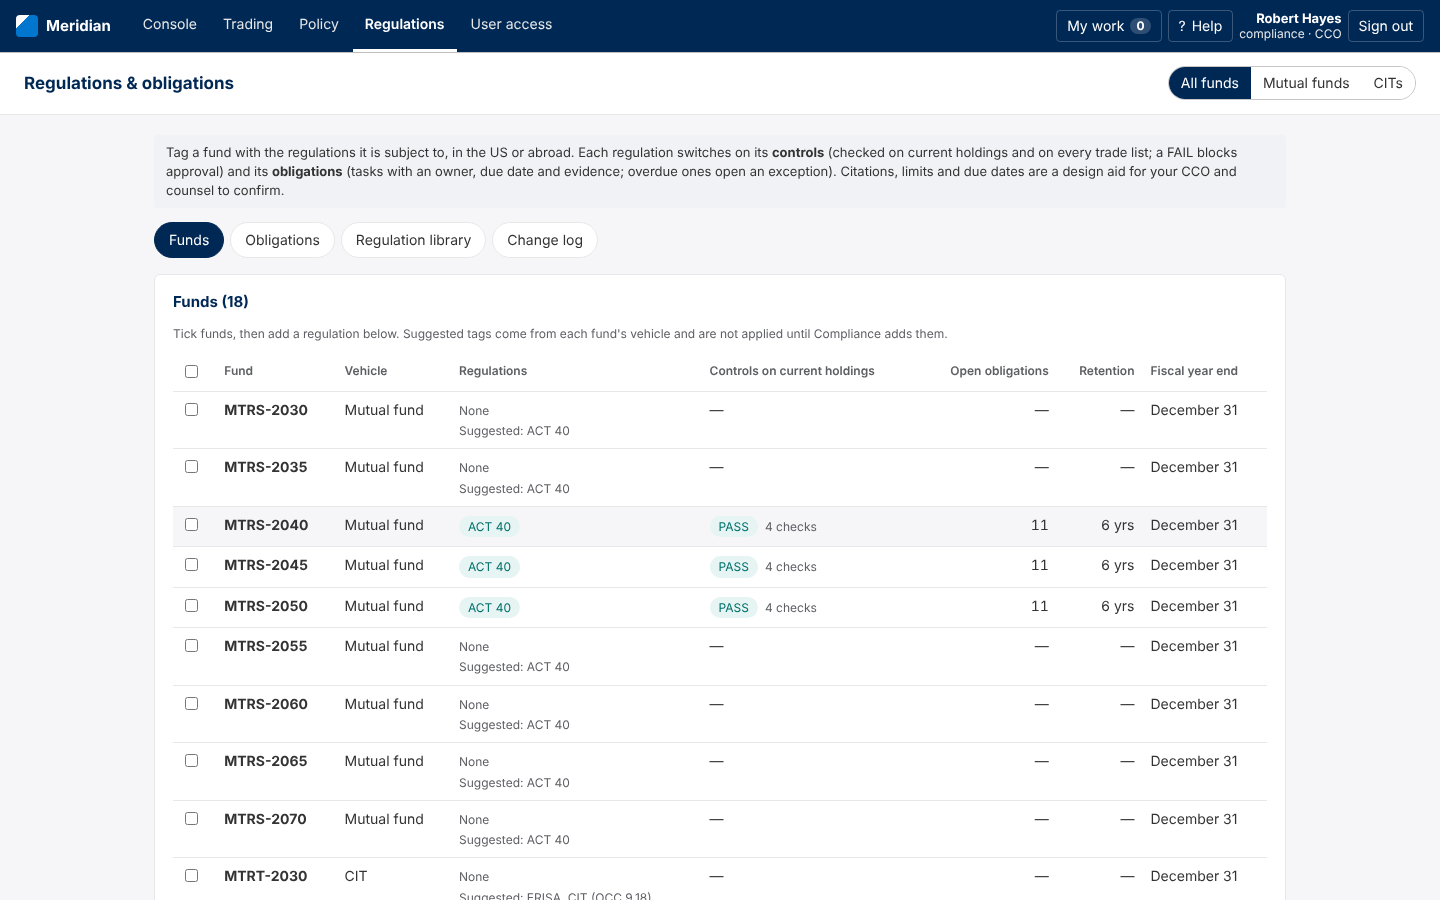 Meridian Console Trading Policy Regulations User access My work 0 ? Help Robert Hayes Sign out
compliance · CCO
Regulations & obligations All funds Mutual funds CITs
Tag a fund with the regulations it is subject to, in the US or abroad. Each regulation switches on its controls (checked on current holdings and on every trade list; a FAIL blocks
approval) and its obligations (tasks with an owner, due date and evidence; overdue ones open an exception). Citations, limits and due dates are a design aid for your CCO and
counsel to confirm.
Funds Obligations Regulation library Change log
Funds (18)
Tick funds, then add a regulation below. Suggested tags come from each fund's vehicle and are not applied until Compliance adds them.
Fund Vehicle Regulations Controls on current holdings Open obligations Retention Fiscal year end
MTRS-2030 Mutual fund None — — — December 31
Suggested: ACT 40
MTRS-2035 Mutual fund None — — — December 31
Suggested: ACT 40
MTRS-2040 Mutual fund ACT 40 PASS 4 checks 11 6 yrs December 31
MTRS-2045 Mutual fund ACT 40 PASS 4 checks 11 6 yrs December 31
MTRS-2050 Mutual fund ACT 40 PASS 4 checks 11 6 yrs December 31
MTRS-2055 Mutual fund None — — — December 31
Suggested: ACT 40
MTRS-2060 Mutual fund None — — — December 31
Suggested: ACT 40
MTRS-2065 Mutual fund None — — — December 31
Suggested: ACT 40
MTRS-2070 Mutual fund None — — — December 31
Suggested: ACT 40
MTRT-2030 CIT None — — — December 31
Suggested: ERISA, CIT (OCC 9.18)